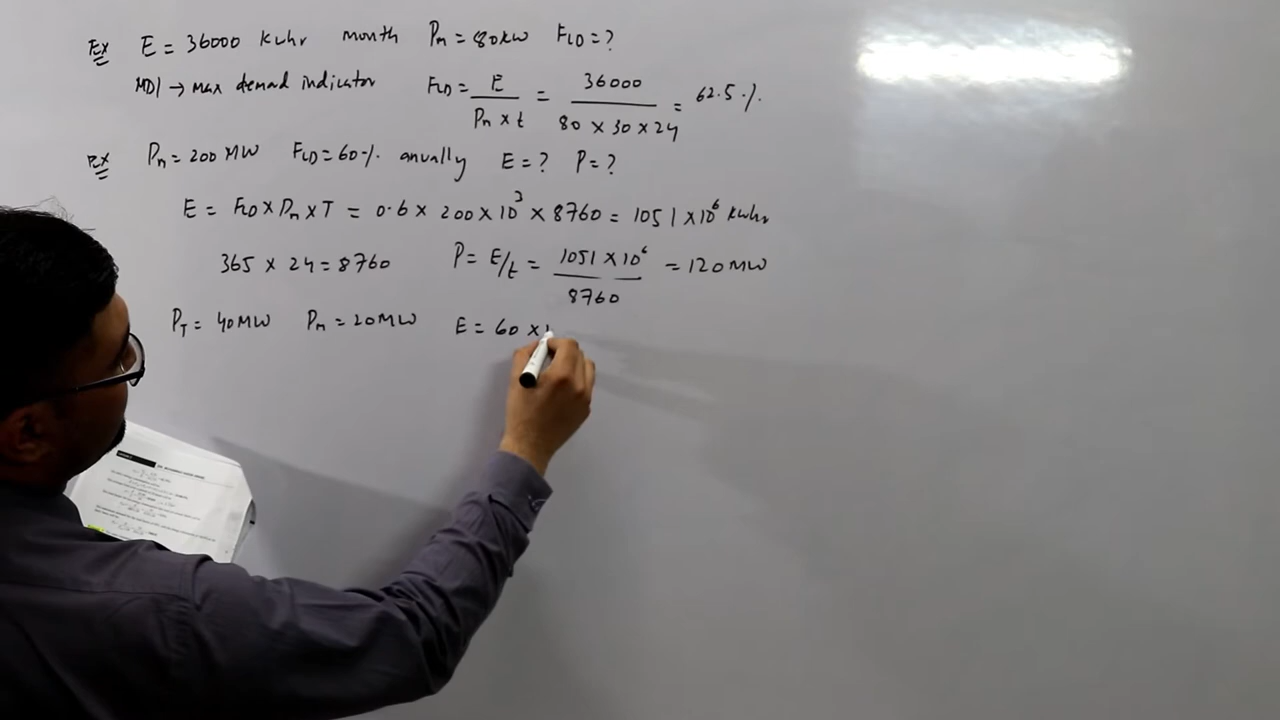 Ex E = 36000 kwhr month Pm = 80kw FLD = ?
MDI → max demand indicator FLD = E / Pm × t = 36000 / 80 × 30 × 24 = 62.5 %.
Ex Pm = 200 MW FLD = 60 %. anually E = ? P = ?
E = FLD × Pm × T = 0.6 × 200 × 10³ × 8760 = 1051 × 10⁶ kwhr
365 × 24 = 8760 P = E/t = 1051 × 10⁶ / 8760 = 120 MW
PT = 40 MW Pm = 20 MW E = 60 ×